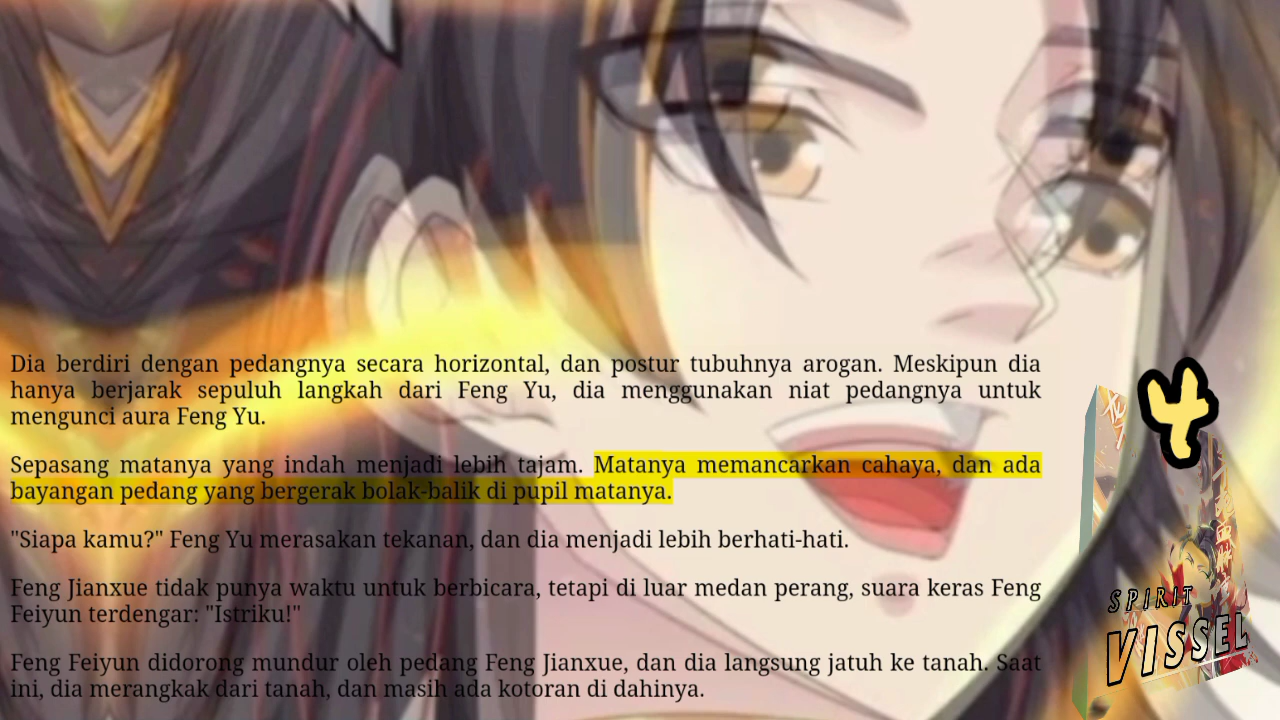 Dia berdiri dengan pedangnya secara horizontal, dan postur tubuhnya arogan. Meskipun dia
hanya berjarak sepuluh langkah dari Feng Yu, dia menggunakan niat pedangnya untuk
mengunci aura Feng Yu.
Sepasang matanya yang indah menjadi lebih tajam. Matanya memancarkan cahaya, dan ada
bayangan pedang yang bergerak bolak-balik di pupil matanya.
"Siapa kamu?" Feng Yu merasakan tekanan, dan dia menjadi lebih berhati-hati.
Feng Jianxue tidak punya waktu untuk berbicara, tetapi di luar medan perang, suara keras Feng
Feiyun terdengar: "Istriku!"
Feng Feiyun didorong mundur oleh pedang Feng Jianxue, dan dia langsung jatuh ke tanah. Saat
ini, dia merangkak dari tanah, dan masih ada kotoran di dahinya.
4
SPIRIT
VISSEL